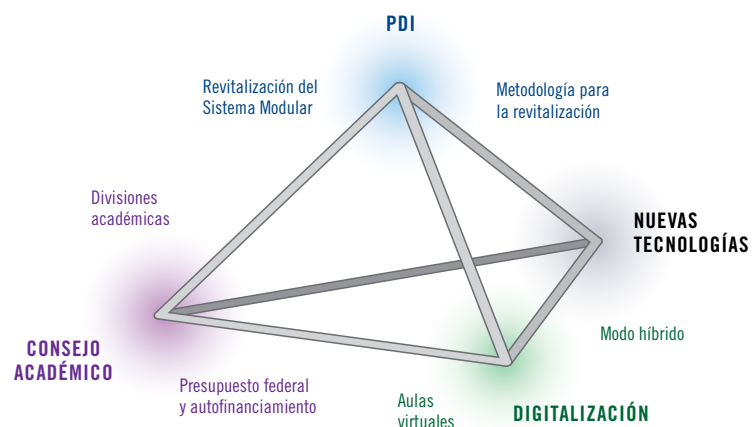 PDI
Revitalización del
Sistema Modular
Metodología para
la revitalización
Divisiones
académicas
NUEVAS
TECNOLOGÍAS
Modo híbrido
CONSEJO
ACADÉMICO
Presupuesto federal
y autofinanciamiento
Aulas
virtuales
DIGITALIZACIÓN